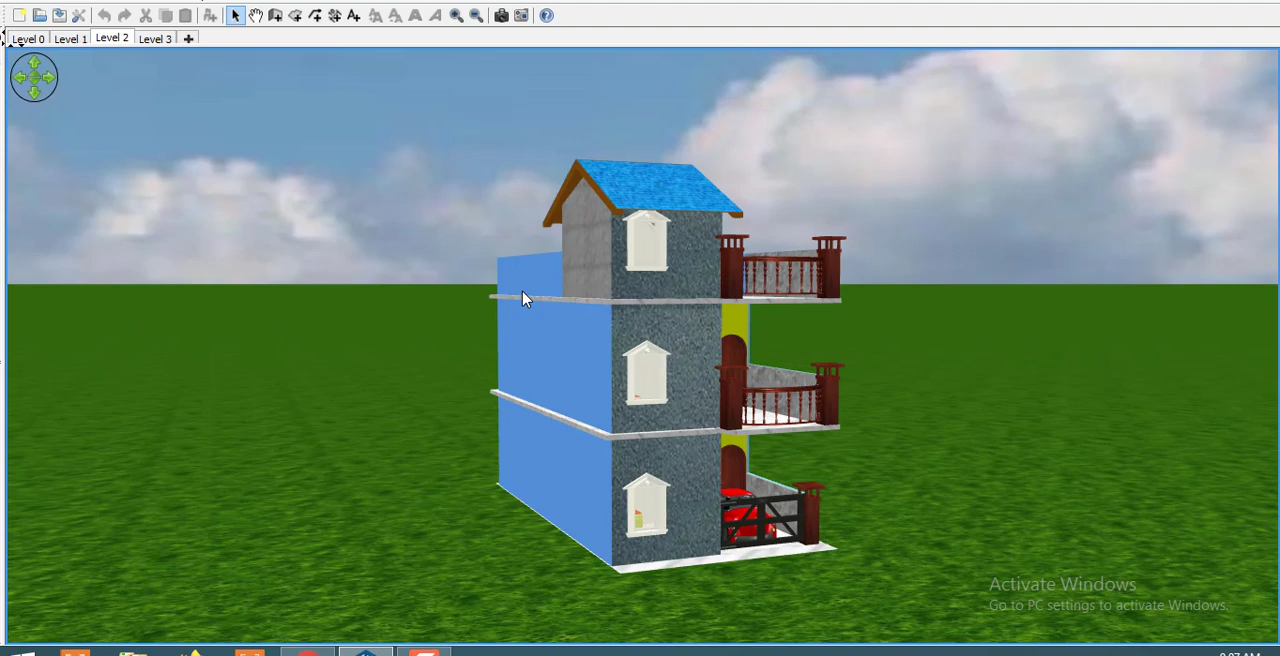 Level 0 Level 1 Level 2 Level 3
Activate Windows
Go to PC settings to activate Windows.